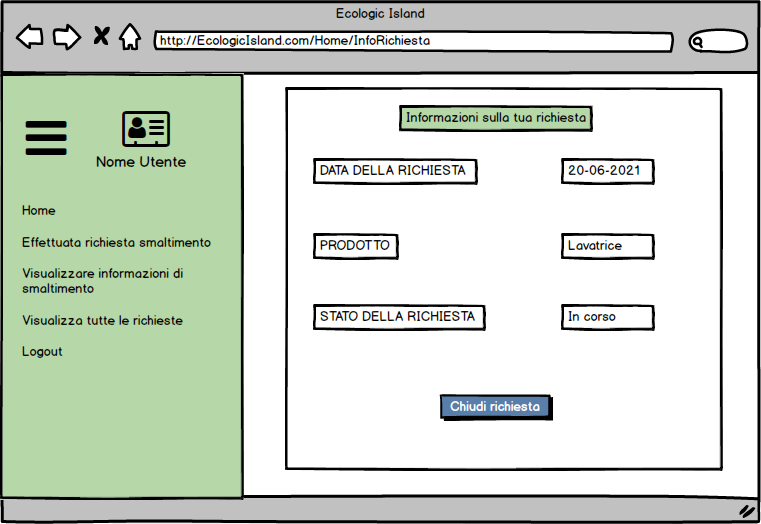 Ecologic Island
http://EcologicIsland.com/Home/InfoRichiesta
Nome Utente
Home
Effettuata richiesta smaltimento
Visualizzare informazioni di
smaltimento
Visualizza tutte le richieste
Logout
Informazioni sulla tua richiesta
DATA DELLA RICHIESTA 20-06-2021
PRODOTTO Lavatrice
STATO DELLA RICHIESTA In corso
Chiudi richiesta